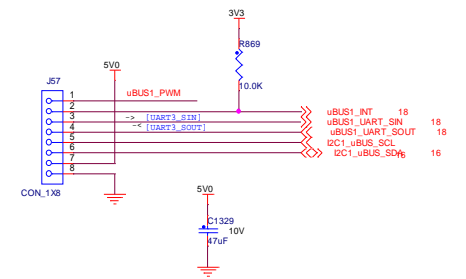 3V3
R869
5V0
10.0K
J57
1 uBUS1_PWM
2 uBUS1_INT 18
3 -> [UART3_SIN] uBUS1_UART_SIN 18
4 -< [UART3_SOUT] uBUS1_UART_SOUT 18
5 I2C1_uBUS_SCL
6 I2C1_uBUS_SDA 16
7
8
CON_1X8
5V0
C1329
10V
47uF